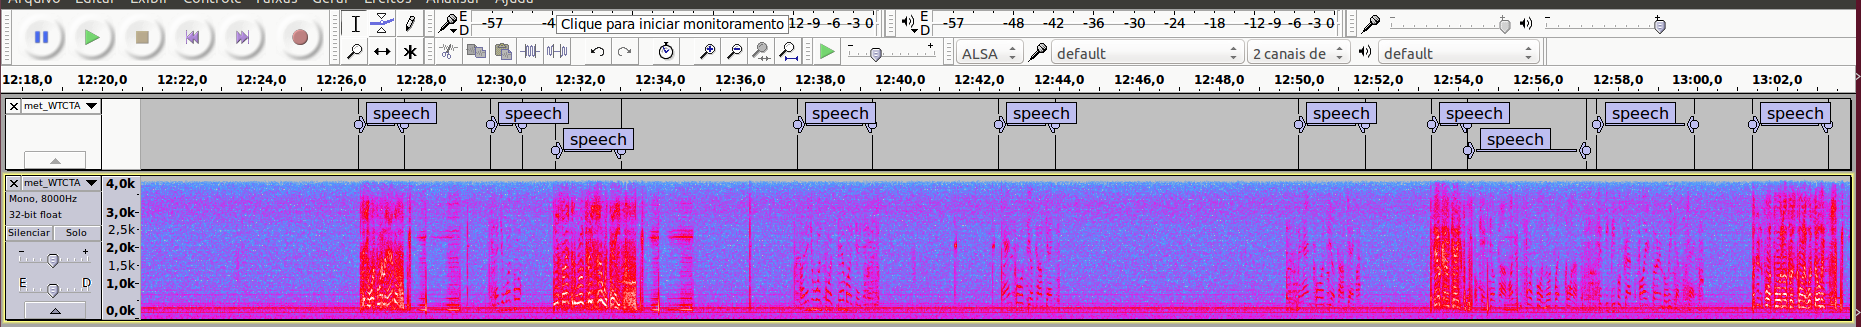 Arquivo Editar Exibir Controle Faixas Gerar Efeitos Analisar Ajuda
E D -57 -4 Clique para iniciar monitoramento 12 -9 -6 -3 0 E D -57 -48 -42 -36 -30 -24 -18 -12 -9 -6 -3 0
ALSA default 2 canais de default
12:18,0 12:20,0 12:22,0 12:24,0 12:26,0 12:28,0 12:30,0 12:32,0 12:34,0 12:36,0 12:38,0 12:40,0 12:42,0 12:44,0 12:46,0 12:48,0 12:50,0 12:52,0 12:54,0 12:56,0 12:58,0 13:00,0 13:02,0
met_WTCTA
speech speech speech speech speech speech speech speech
speech speech
met_WTCTA 4,0k
Mono, 8000Hz
32-bit float 3,0k
Silenciar Solo 2,5k
- + 2,0k
1,5k
E D 1,0k
0,0k